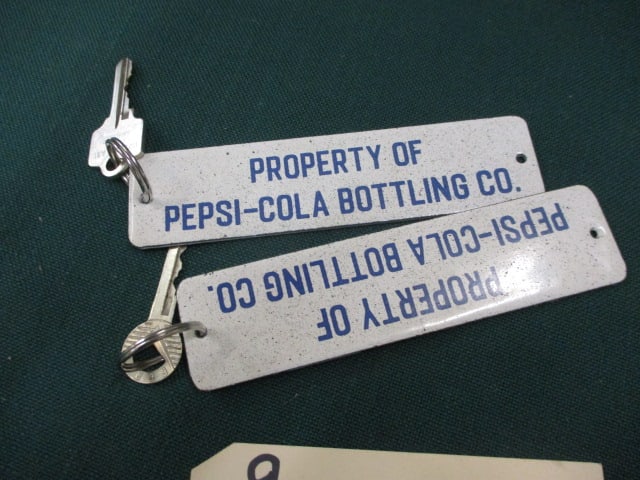 PROPERTY OF
PEPSI-COLA BOTTLING CO.
PROPERTY OF
PEPSI-COLA BOTTLING CO.